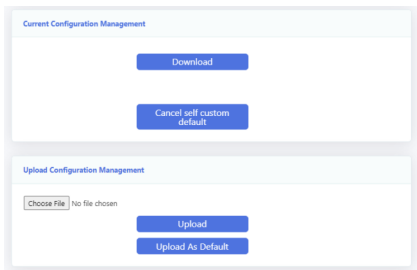 Current Configuration Management
Download
Cancel self custom
default
Upload Configuration Management
Choose File No file chosen
Upload
Upload As Default